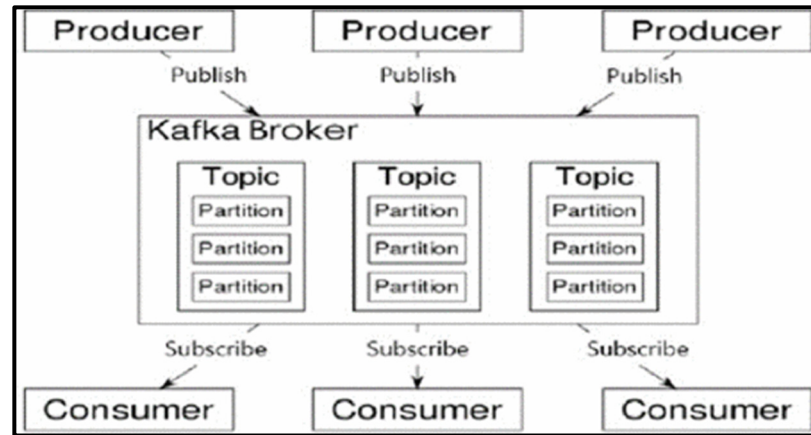 Producer Producer Producer
Publish Publish Publish
Kafka Broker
Topic Topic Topic
Partition Partition Partition
Partition Partition Partition
Partition Partition Partition
Subscribe Subscribe Subscribe
Consumer Consumer Consumer